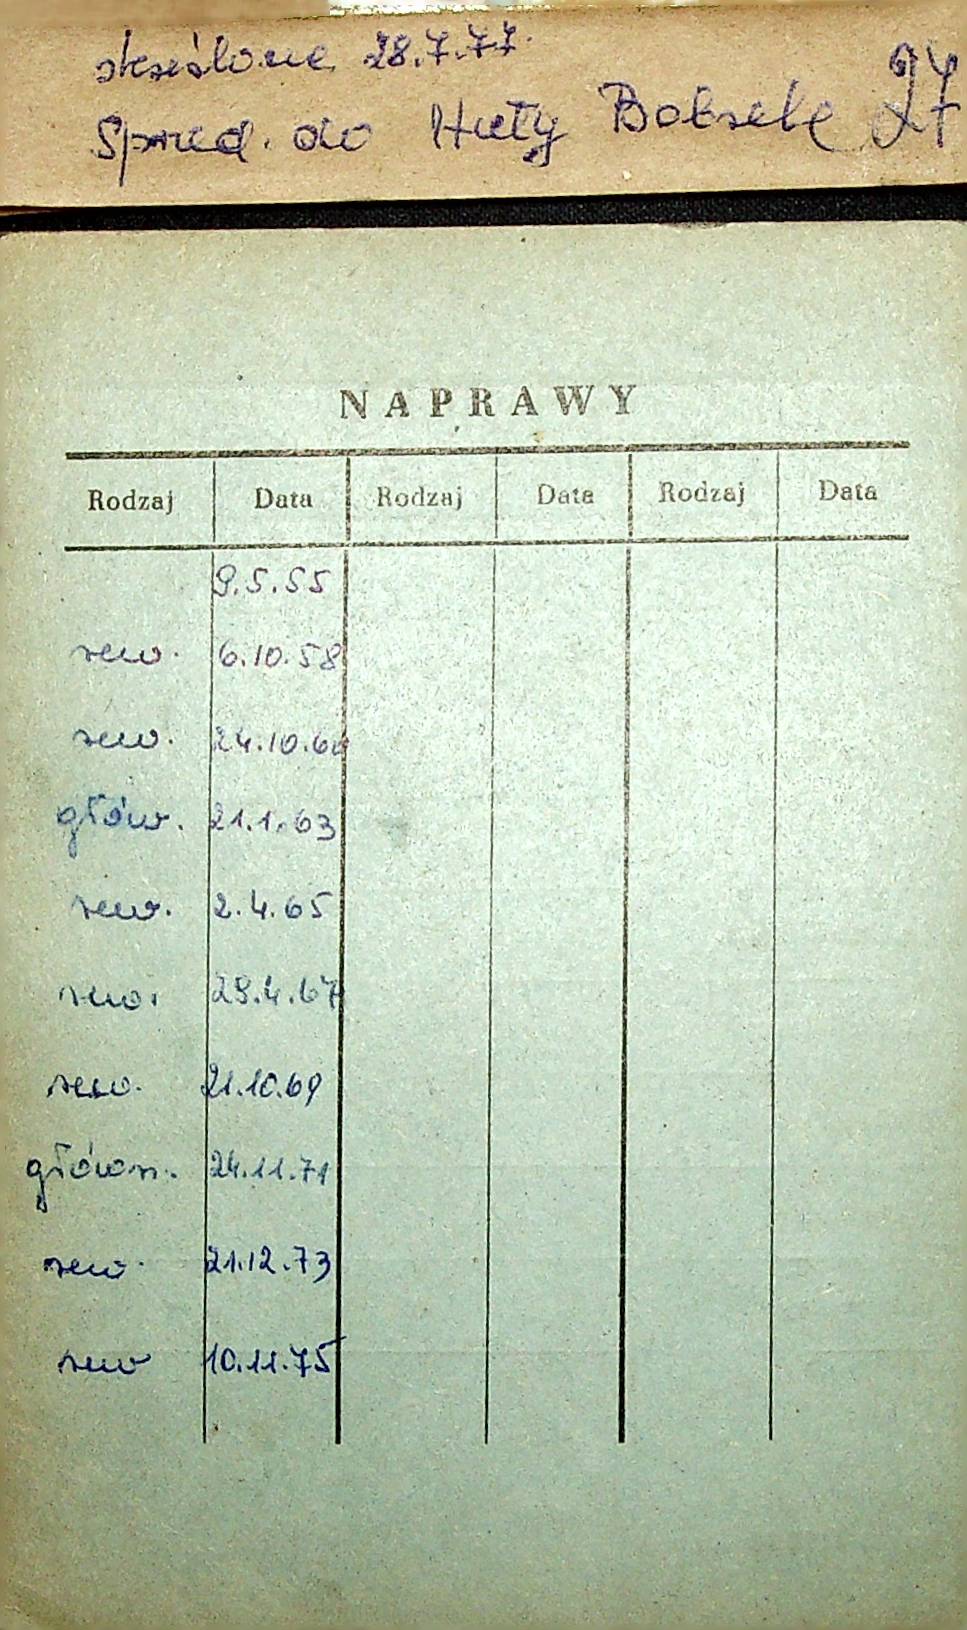 skreślone 28.7.77.
Sprzed. do Huty Bobrek 27
NAPRAWY
Rodzaj Data Rodzaj Data Rodzaj Data
9.5.55
rew. 6.10.58
rew. 24.10.60
główn. 21.1.63
rew. 2.4.65
rew. 29.4.67
rew. 21.10.69
główn. 24.11.71
rew. 21.12.73
rew 10.11.75